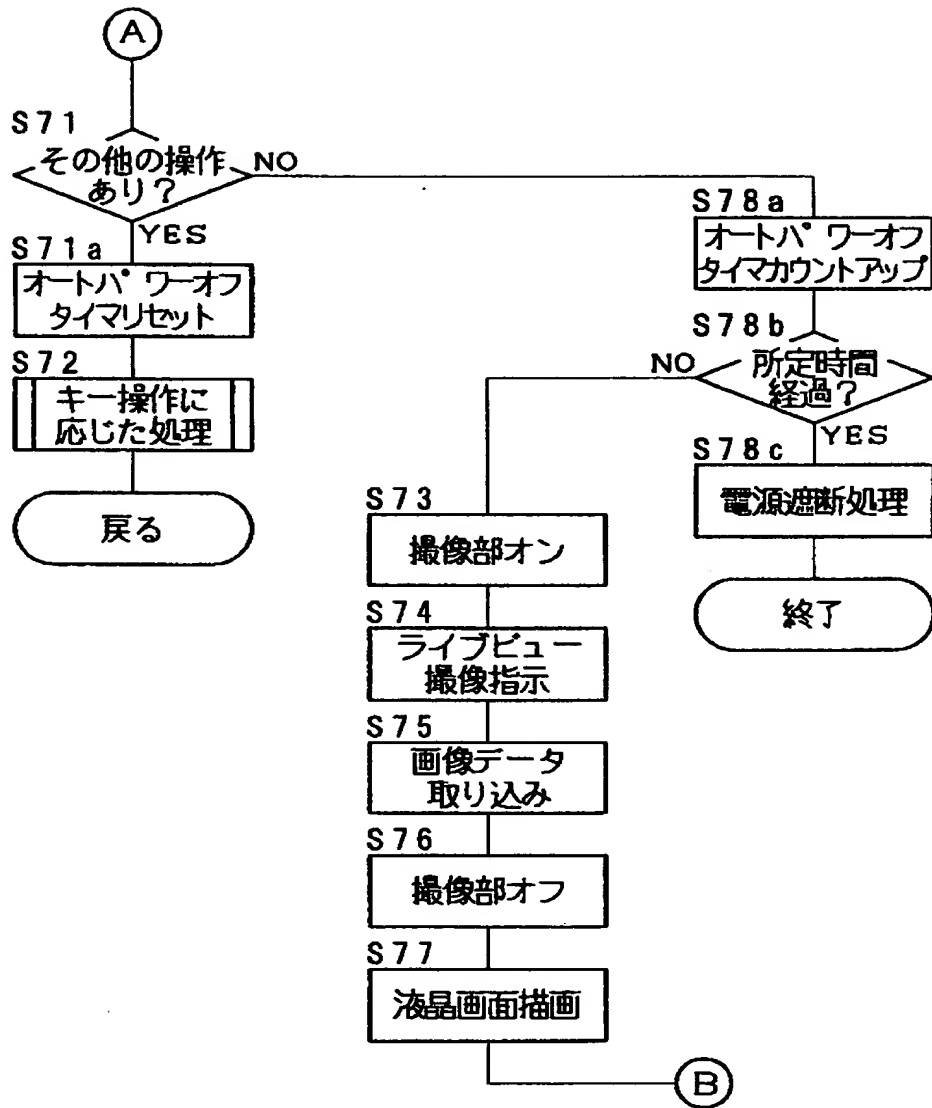 A
S71
その他の操作
あり?
NO
YES
S71a
オートパワーオフ
タイマリセット
S72
キー操作に
応じた処理
戻る
S78a
オートパワーオフ
タイマカウントアップ
S78b
所定時間
経過?
NO
YES
S78c
電源遮断処理
終了
S73
撮像部オン
S74
ライブビュー
撮像指示
S75
画像データ
取り込み
S76
撮像部オフ
S77
液晶画面描画
B